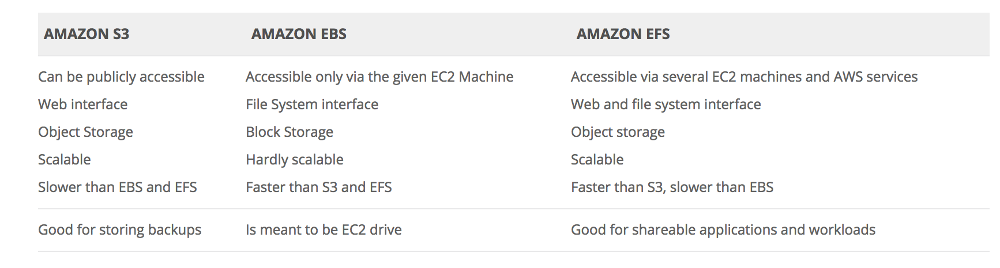 AMAZON S3 AMAZON EBS AMAZON EFS
Can be publicly accessible Accessible only via the given EC2 Machine Accessible via several EC2 machines and AWS services
Web interface File System interface Web and file system interface
Object Storage Block Storage Object storage
Scalable Hardly scalable Scalable
Slower than EBS and EFS Faster than S3 and EFS Faster than S3, slower than EBS
Good for storing backups Is meant to be EC2 drive Good for shareable applications and workloads